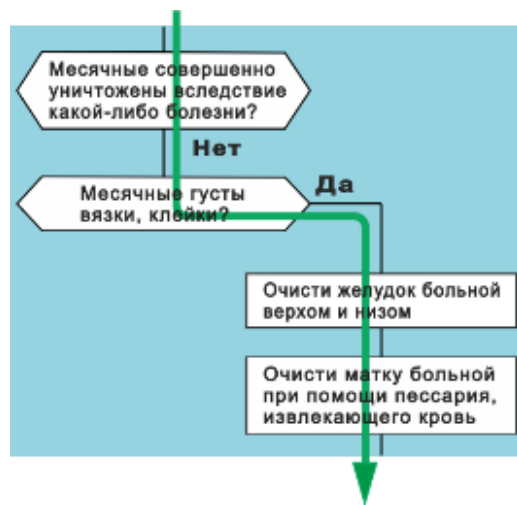 Месячные совершенно
уничтожены вследствие
какой-либо болезни?
Нет
Месячные густы
вязки, клейки?
Да
Очисти желудок больной
верхом и низом
Очисти матку больной
при помощи пессария,
извлекающего кровь